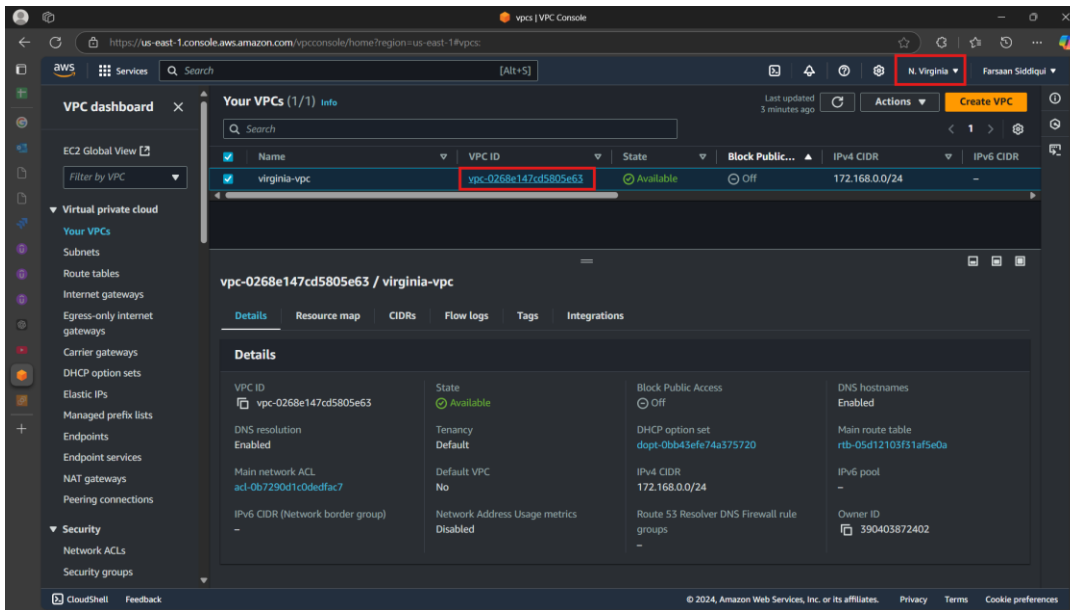 vpcs | VPC Console
https://us-east-1.console.aws.amazon.com/vpcconsole/home?region=us-east-1#vpcs:
aws Services Search [Alt+S] N. Virginia Farsaan Siddiqui
VPC dashboard
EC2 Global View
Filter by VPC
Virtual private cloud
Your VPCs
Subnets
Route tables
Internet gateways
Egress-only internet
gateways
Carrier gateways
DHCP option sets
Elastic IPs
Managed prefix lists
Endpoints
Endpoint services
NAT gateways
Peering connections
Security
Network ACLs
Security groups
Your VPCs (1/1) Info
Last updated
3 minutes ago
Actions
Create VPC
Search
1
Name VPC ID State Block Public... IPv4 CIDR IPv6 CIDR
virginia-vpc vpc-0268e147cd5805e63 Available Off 172.168.0.0/24 –
vpc-0268e147cd5805e63 / virginia-vpc
Details Resource map CIDRs Flow logs Tags Integrations
Details
VPC ID
vpc-0268e147cd5805e63
State
Available
Block Public Access
Off
DNS hostnames
Enabled
DNS resolution
Enabled
Tenancy
Default
DHCP option set
dopt-0bb43efe74a375720
Main route table
rtb-05d12103f31af5e0a
Main network ACL
acl-0b7290d1c0dedfac7
Default VPC
No
IPv4 CIDR
172.168.0.0/24
IPv6 pool
–
IPv6 CIDR (Network border group)
–
Network Address Usage metrics
Disabled
Route 53 Resolver DNS Firewall rule
groups
–
Owner ID
390403872402
CloudShell Feedback © 2024, Amazon Web Services, Inc. or its affiliates. Privacy Terms Cookie preferences